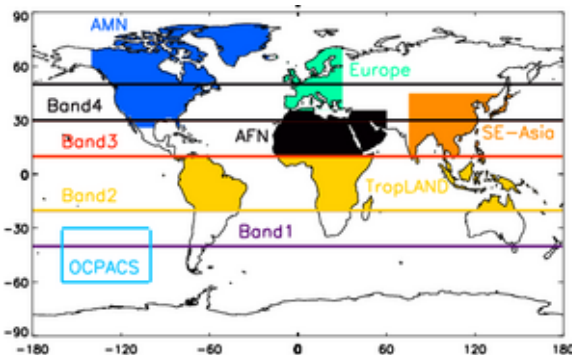 90
AMN
60
Europe
Band4
30
AFN
SE-Asia
Band3
0
Band2
TropLAND
-30
Band1
OCPACS
-60
-90
-180 -120 -60 0 60 120 180